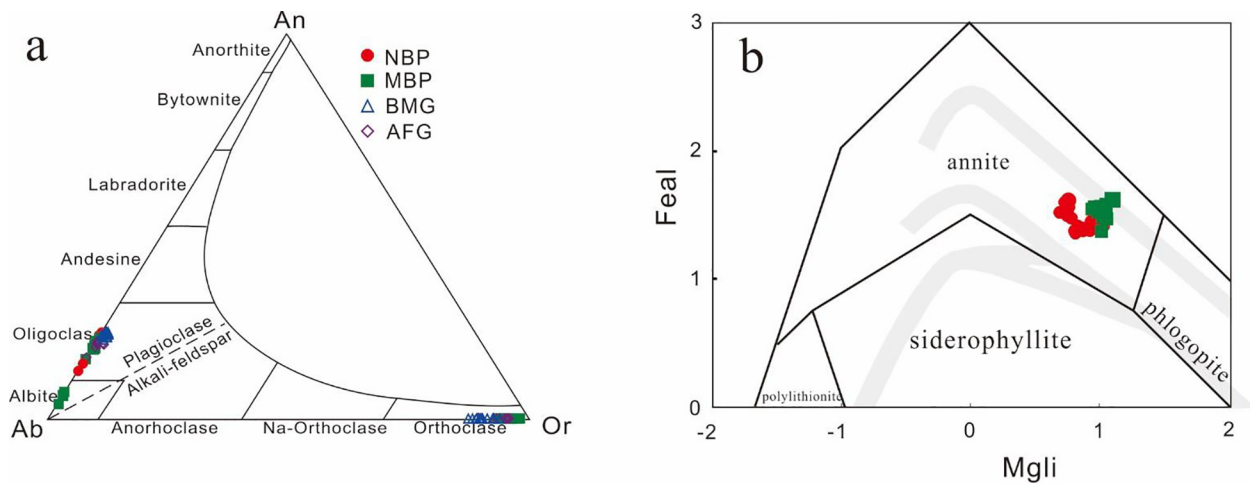 a
An
Anorthite
Bytownite
Labradorite
Andesine
Oligoclas
Albite
Plagioclase
Alkali-feldspar
NBP
MBP
BMG
AFG
Ab
Anorhoclase
Na-Orthoclase
Orthoclase
Or
b
Feal
3
2
1
0
annite
siderophyllite
phlogopite
polylithionite
-2
-1
0
1
2
Mgli